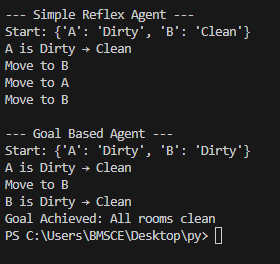 --- Simple Reflex Agent ---
Start: {'A': 'Dirty', 'B': 'Clean'}
A is Dirty → Clean
Move to B
Move to A
Move to B

--- Goal Based Agent ---
Start: {'A': 'Dirty', 'B': 'Dirty'}
A is Dirty → Clean
Move to B
B is Dirty → Clean
Goal Achieved: All rooms clean
PS C:\Users\BMSCE\Desktop\py>